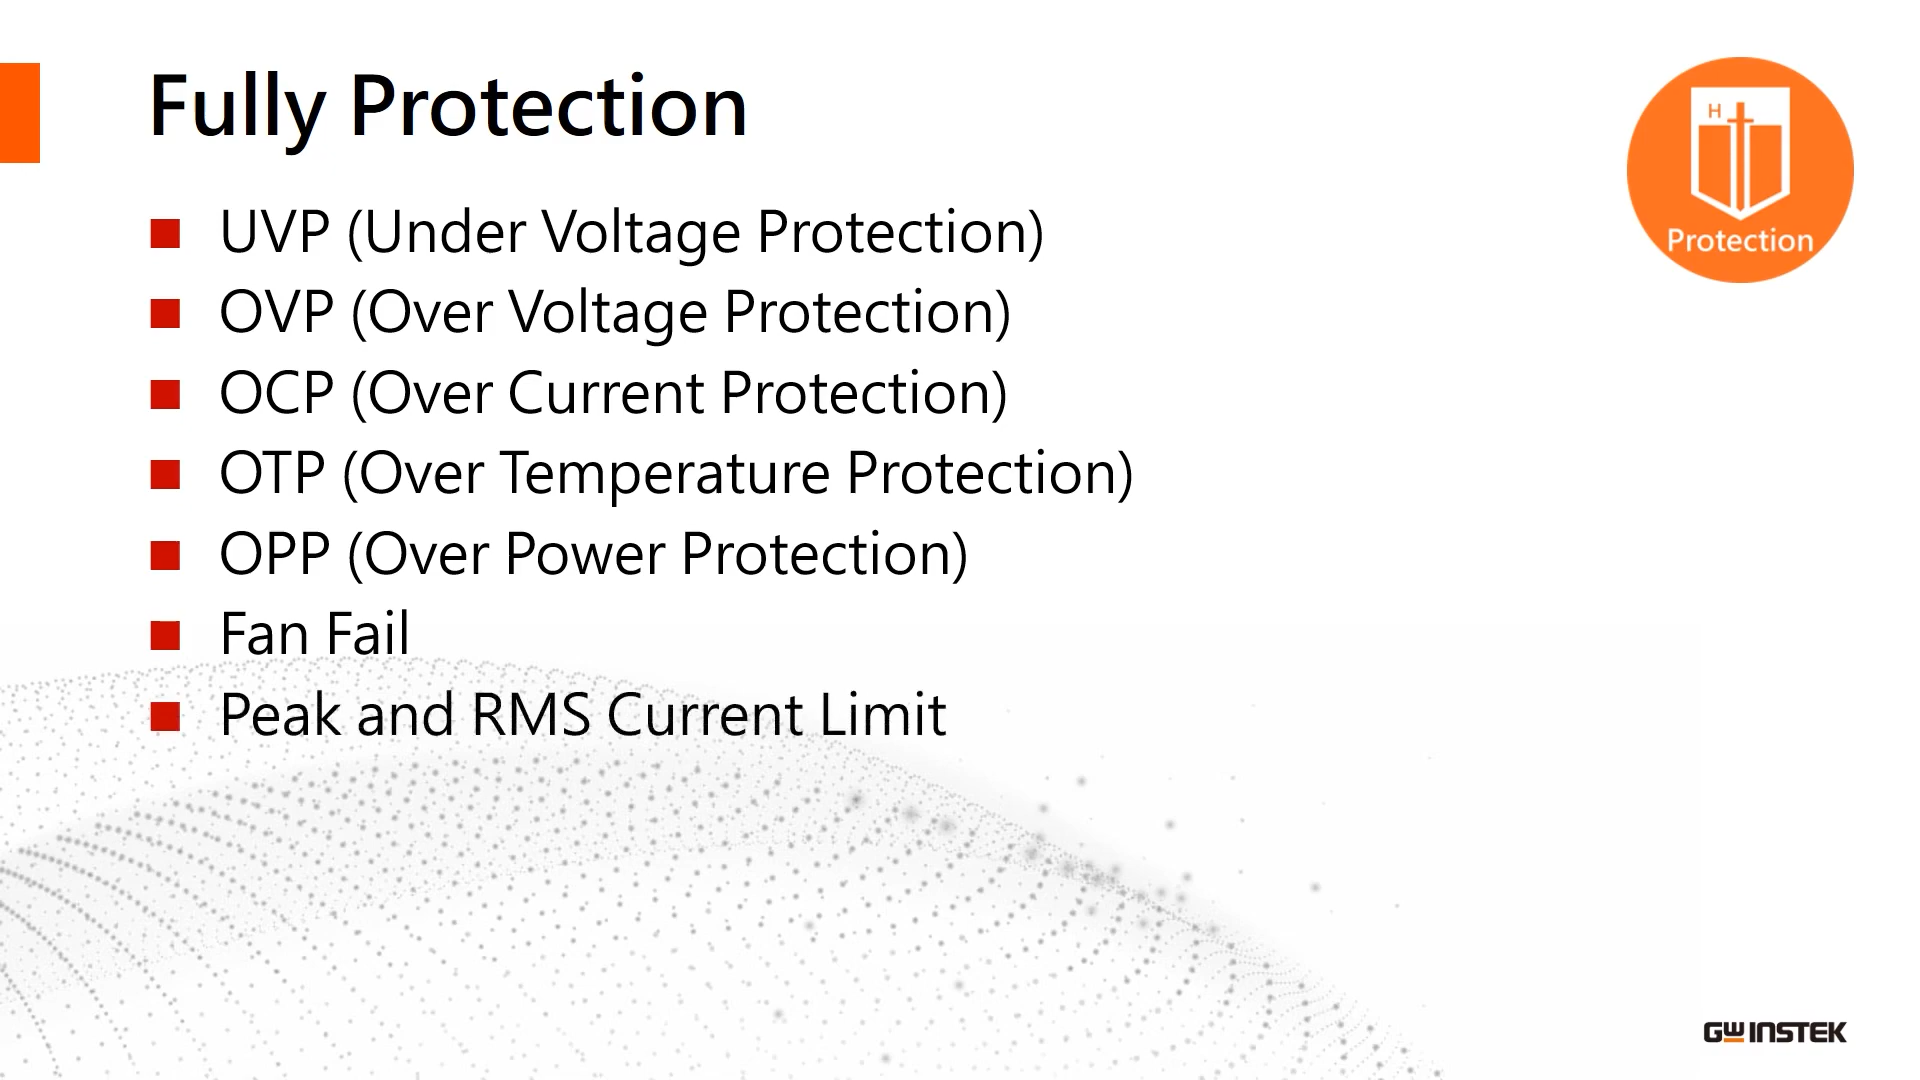 Fully Protection
H
Protection
UVP (Under Voltage Protection)
OVP (Over Voltage Protection)
OCP (Over Current Protection)
OTP (Over Temperature Protection)
OPP (Over Power Protection)
Fan Fail
Peak and RMS Current Limit
GW INSTEK